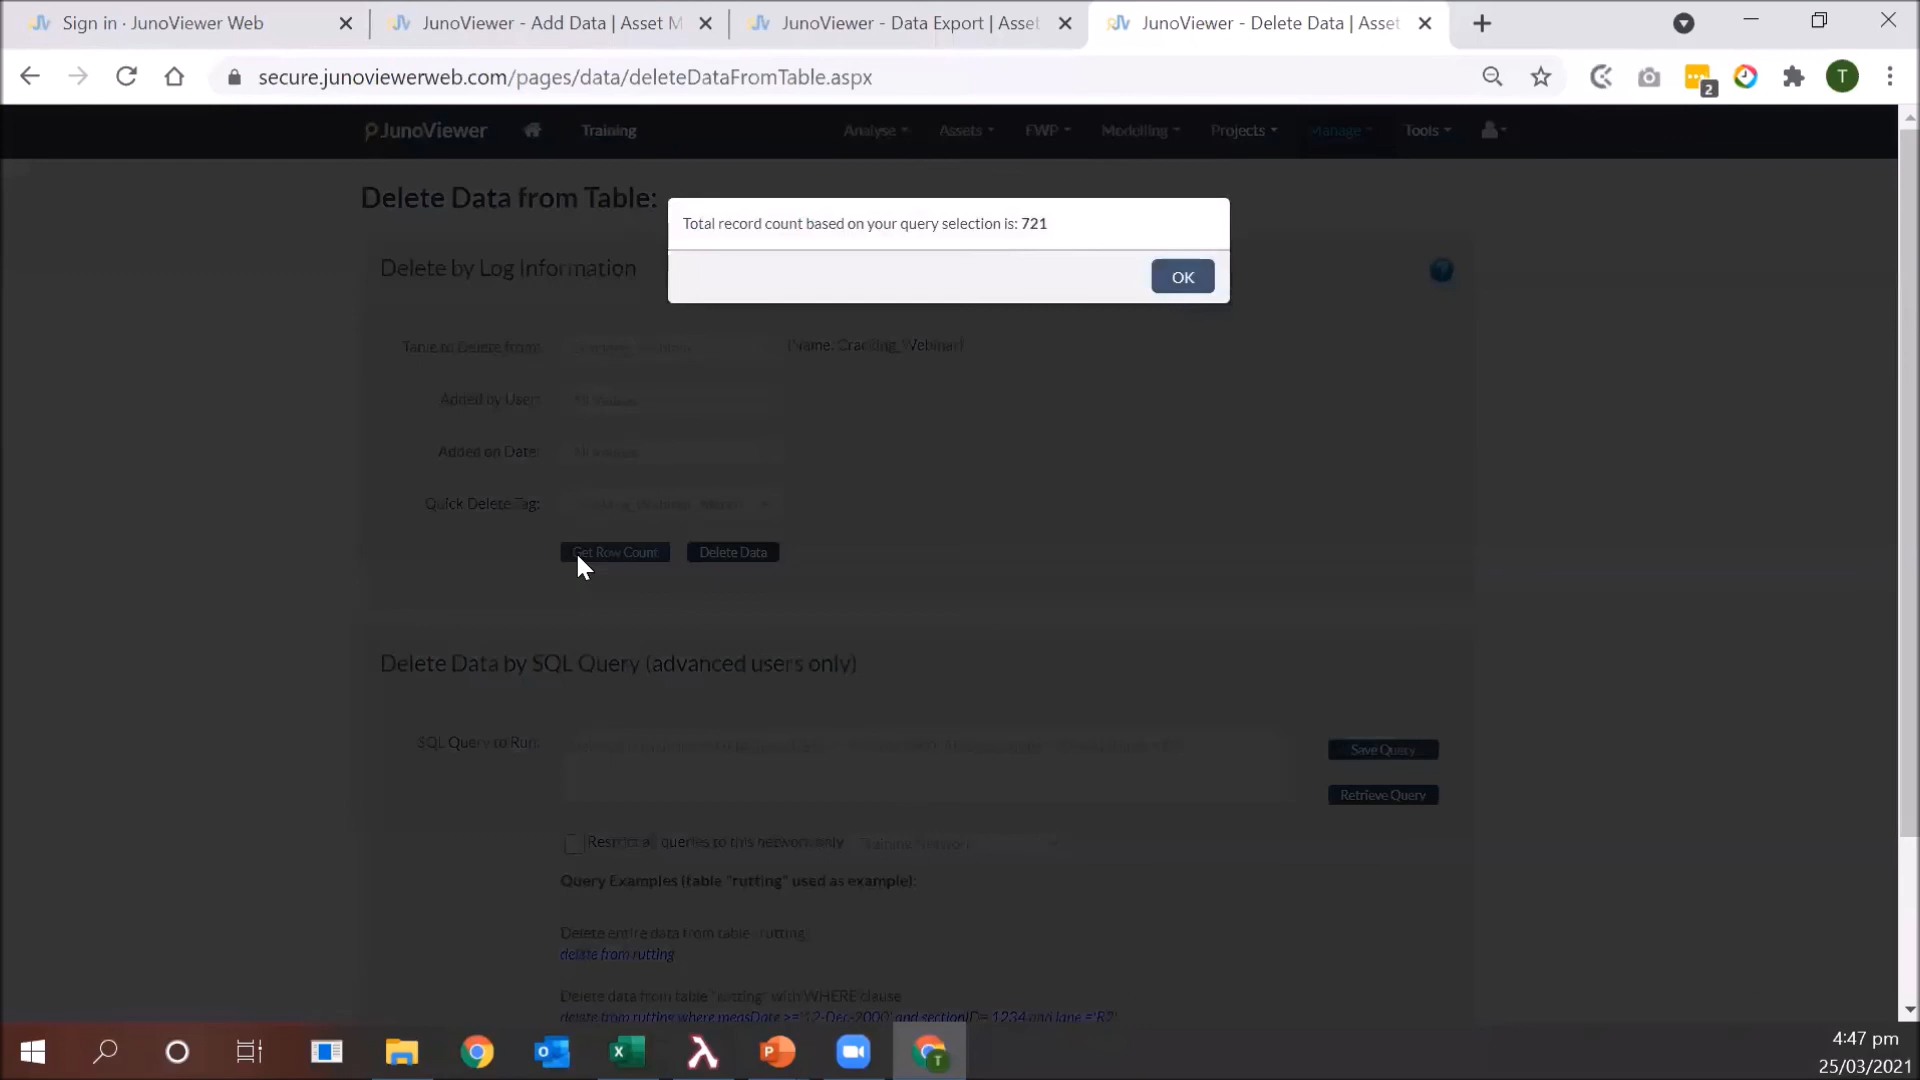 Sign in · JunoViewer Web
JunoViewer - Add Data | Asset M
JunoViewer - Data Export | Asset
JunoViewer - Delete Data | Asset
secure.junoviewerweb.com/pages/data/deleteDataFromTable.aspx
2
T
JunoViewer
Training
Analyse
Assets
FWP
Modelling
Projects
Manage
Tools
Delete Data from Table:
Total record count based on your query selection is: 721
OK
Delete by Log Information
Table to Delete from:
(Name: Cracking_Webinar)
Added by User:
All Values
Added on Date:
All Values
Quick Delete Tag:
Get Row Count
Delete Data
Delete Data by SQL Query (advanced users only)
SQL Query to Run:
Save Query
Retrieve Query
Restrict all queries to this network only
Training Network
Query Examples (table "rutting" used as example):
Delete entire data from table 'rutting'
delete from rutting
Delete data from table 'rutting' with WHERE clause
delete from rutting where measDate >= '12-Dec-2000' and sectionID= 1234 and lane ='R2'
4:47 pm
25/03/2021